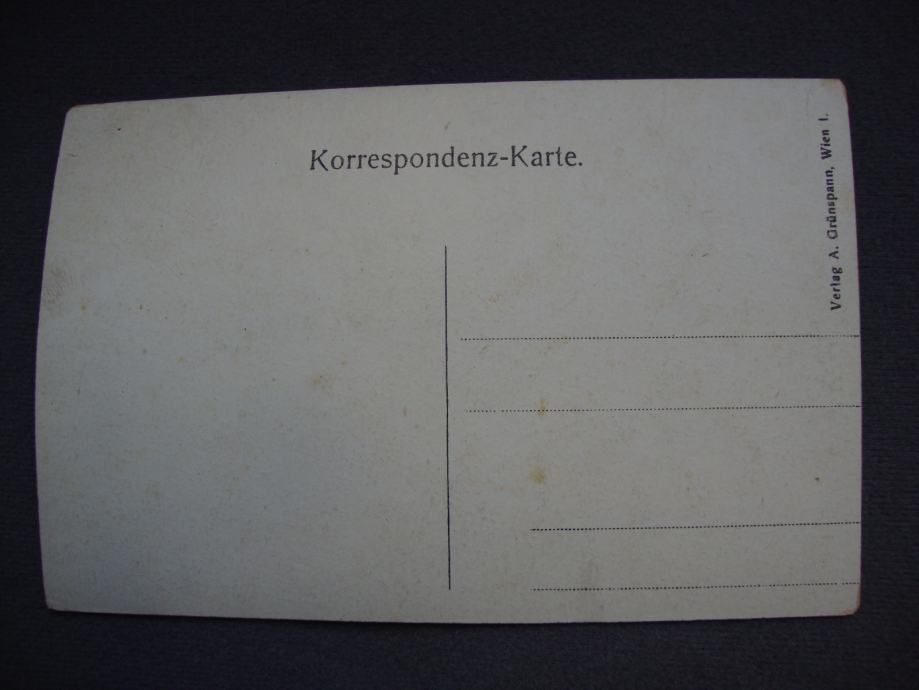 Korrespondenz-Karte.
Verlag A. Grünspann, Wien I.